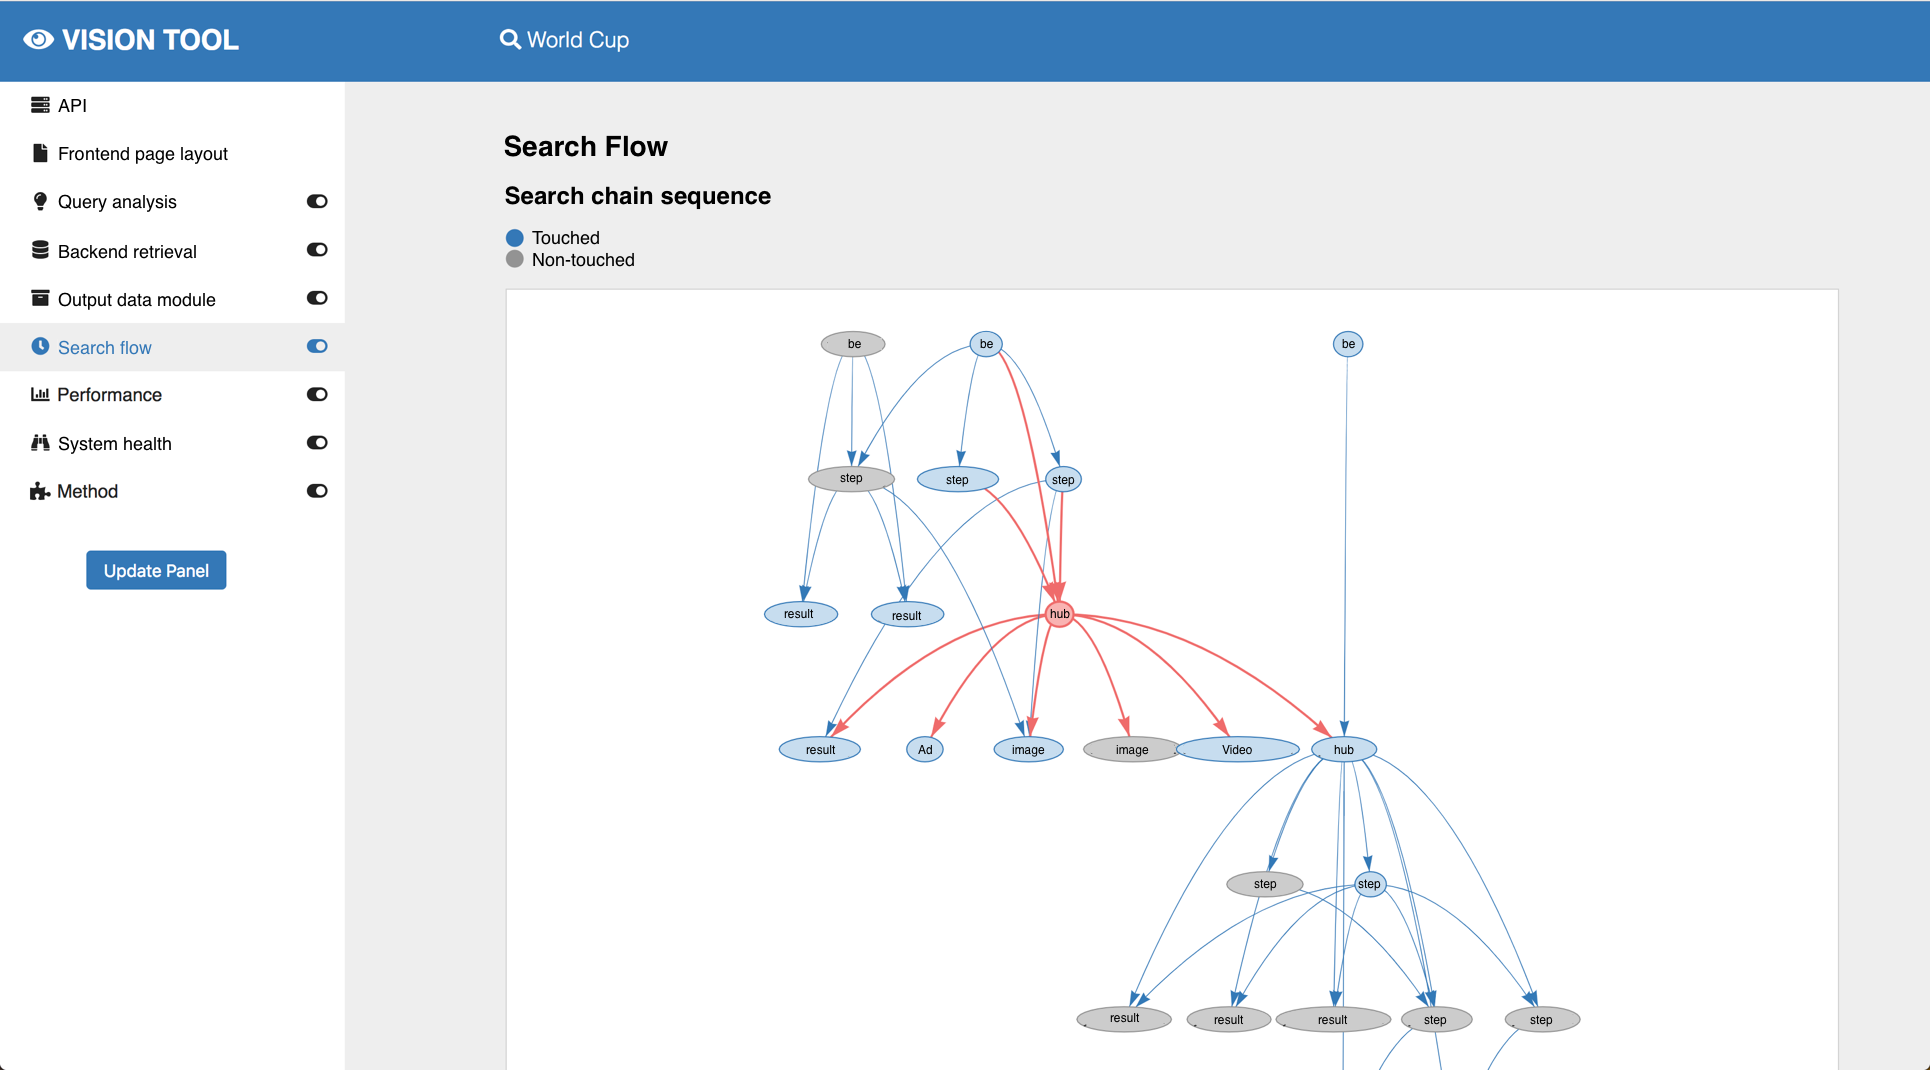 VISION TOOL
World Cup
API
Frontend page layout
Query analysis
Backend retrieval
Output data module
Search flow
Performance
System health
Method
Update Panel
Search Flow
Search chain sequence
Touched
Non-touched
be be be
step step step
result result hub
result Ad image image Video hub
step step
result result result step step